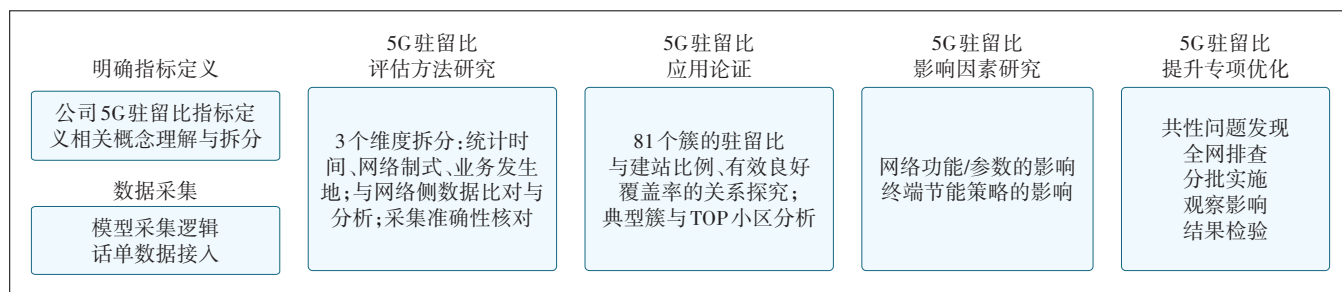 明确指标定义
公司5G驻留比指标定
义相关概念理解与拆分
数据采集
模型采集逻辑
话单数据接入
5G驻留比
评估方法研究
3个维度拆分:统计时
间、网络制式、业务发生
地;与网络侧数据比对与
分析;采集准确性核对
5G驻留比
应用论证
81个簇的驻留比
与建站比例、有效良好
覆盖率的关系探究;
典型簇与TOP小区分析
5G驻留比
影响因素研究
网络功能/参数的影响
终端节能策略的影响
5G驻留比
提升专项优化
共性问题发现
全网排查
分批实施
观察影响
结果检验